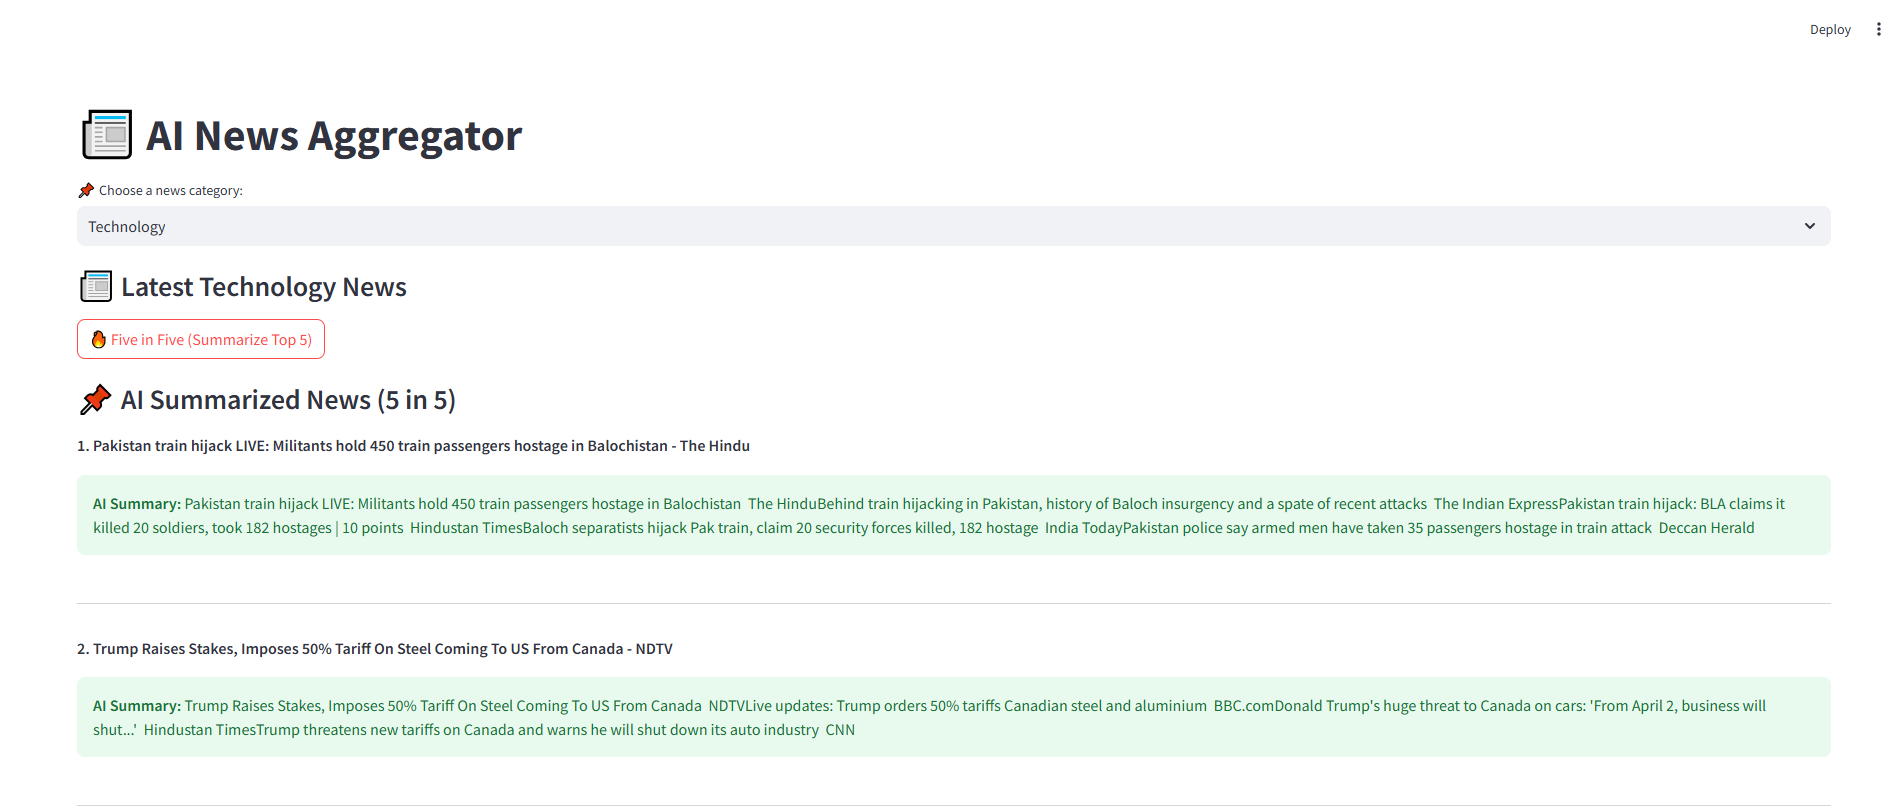 Deploy
AI News Aggregator
Choose a news category:
Technology
Latest Technology News
Five in Five (Summarize Top 5)
AI Summarized News (5 in 5)
1. Pakistan train hijack LIVE: Militants hold 450 train passengers hostage in Balochistan - The Hindu
AI Summary: Pakistan train hijack LIVE: Militants hold 450 train passengers hostage in Balochistan  The HinduBehind train hijacking in Pakistan, history of Baloch insurgency and a spate of recent attacks  The Indian ExpressPakistan train hijack: BLA claims it
killed 20 soldiers, took 182 hostages | 10 points  Hindustan TimesBaloch separatists hijack Pak train, claim 20 security forces killed, 182 hostage  India TodayPakistan police say armed men have taken 35 passengers hostage in train attack  Deccan Herald
2. Trump Raises Stakes, Imposes 50% Tariff On Steel Coming To US From Canada - NDTV
AI Summary: Trump Raises Stakes, Imposes 50% Tariff On Steel Coming To US From Canada  NDTVLive updates: Trump orders 50% tariffs Canadian steel and aluminium  BBC.comDonald Trump's huge threat to Canada on cars: 'From April 2, business will
shut...'  Hindustan TimesTrump threatens new tariffs on Canada and warns he will shut down its auto industry  CNN